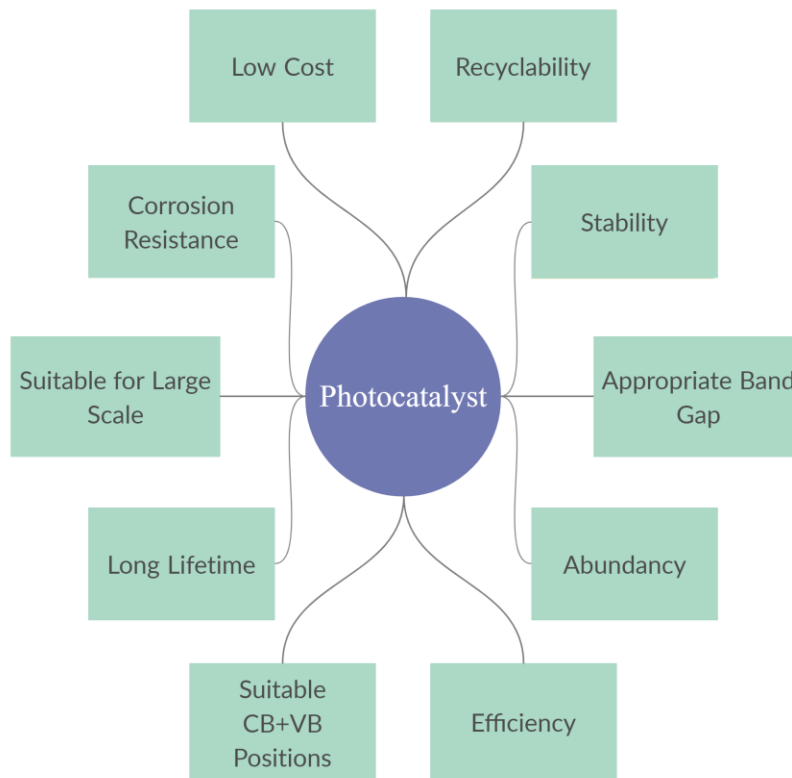 Low Cost
Recyclability
Corrosion
Resistance
Stability
Suitable for Large
Scale
Photocatalyst
Appropriate Band
Gap
Long Lifetime
Abundancy
Suitable
CB+VB
Positions
Efficiency